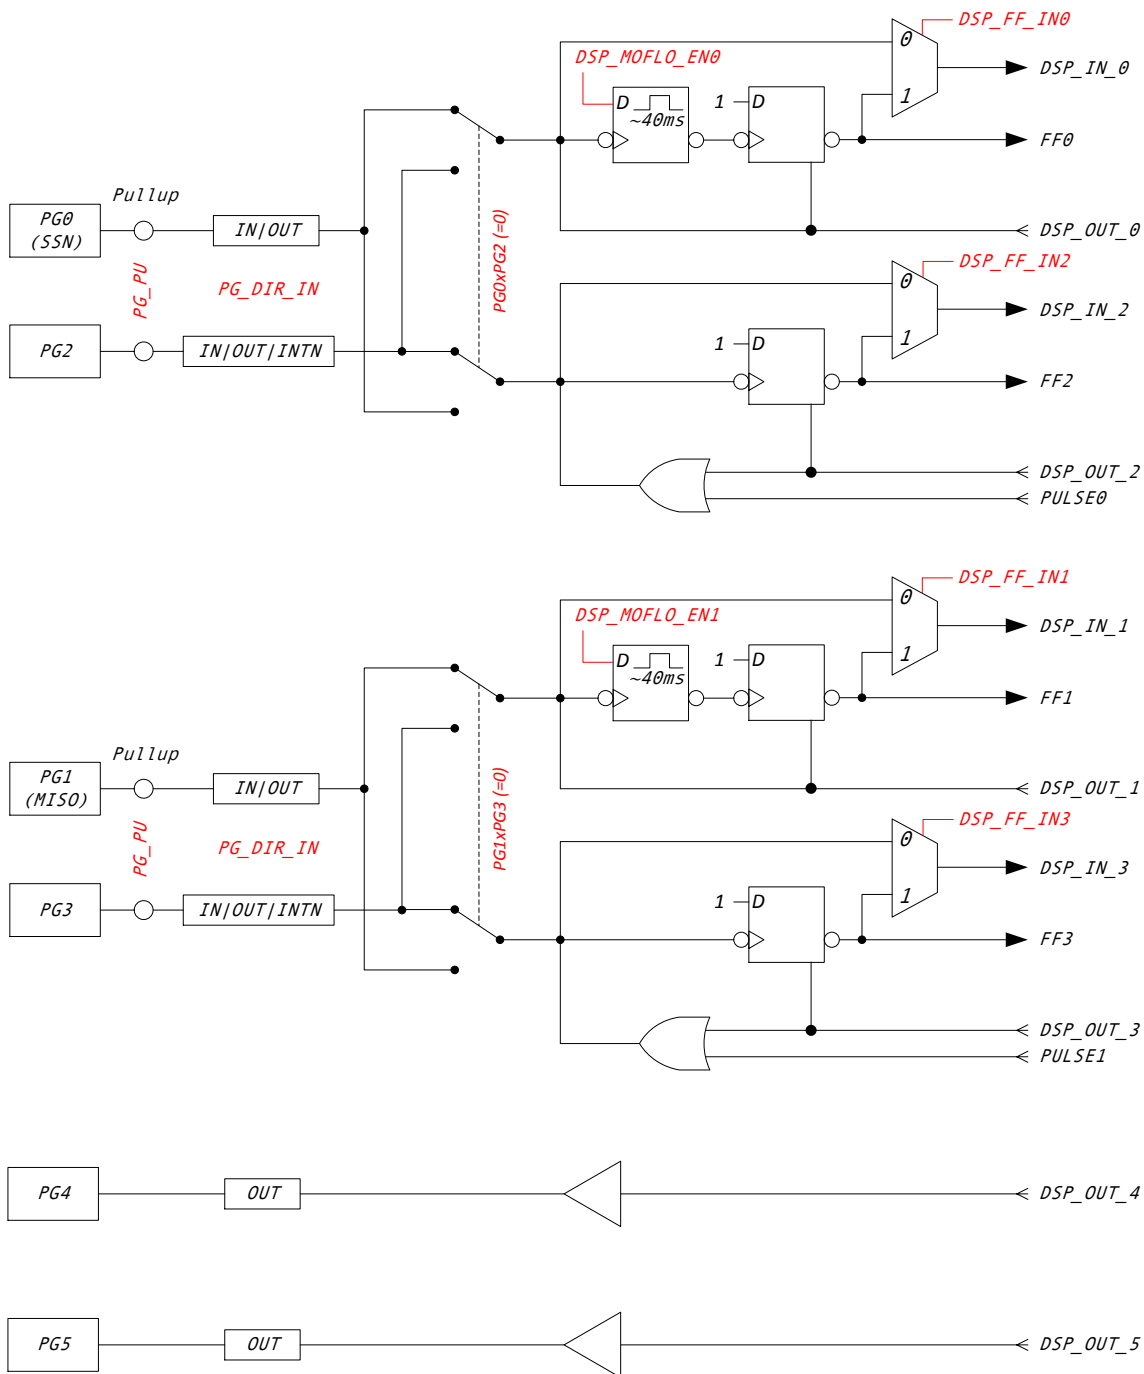 DSP_FF_IN0
0
DSP_MOFLO_EN0
DSP_IN_0
1
D
~40ms
1
D
FF0
Pullup
PG0
(SSN)
IN|OUT
DSP_OUT_0
PG0xPG2 (=0)
DSP_FF_IN2
PG_PU
PG_DIR_IN
0
DSP_IN_2
PG2
IN|OUT|INTN
1
D
1
FF2
DSP_OUT_2
PULSE0
DSP_FF_IN1
0
DSP_MOFLO_EN1
DSP_IN_1
1
D
~40ms
1
D
FF1
Pullup
PG1
(MISO)
IN|OUT
DSP_OUT_1
PG1xPG3 (=0)
DSP_FF_IN3
PG_PU
PG_DIR_IN
0
DSP_IN_3
PG3
IN|OUT|INTN
1
D
1
FF3
DSP_OUT_3
PULSE1
PG4
OUT
DSP_OUT_4
PG5
OUT
DSP_OUT_5